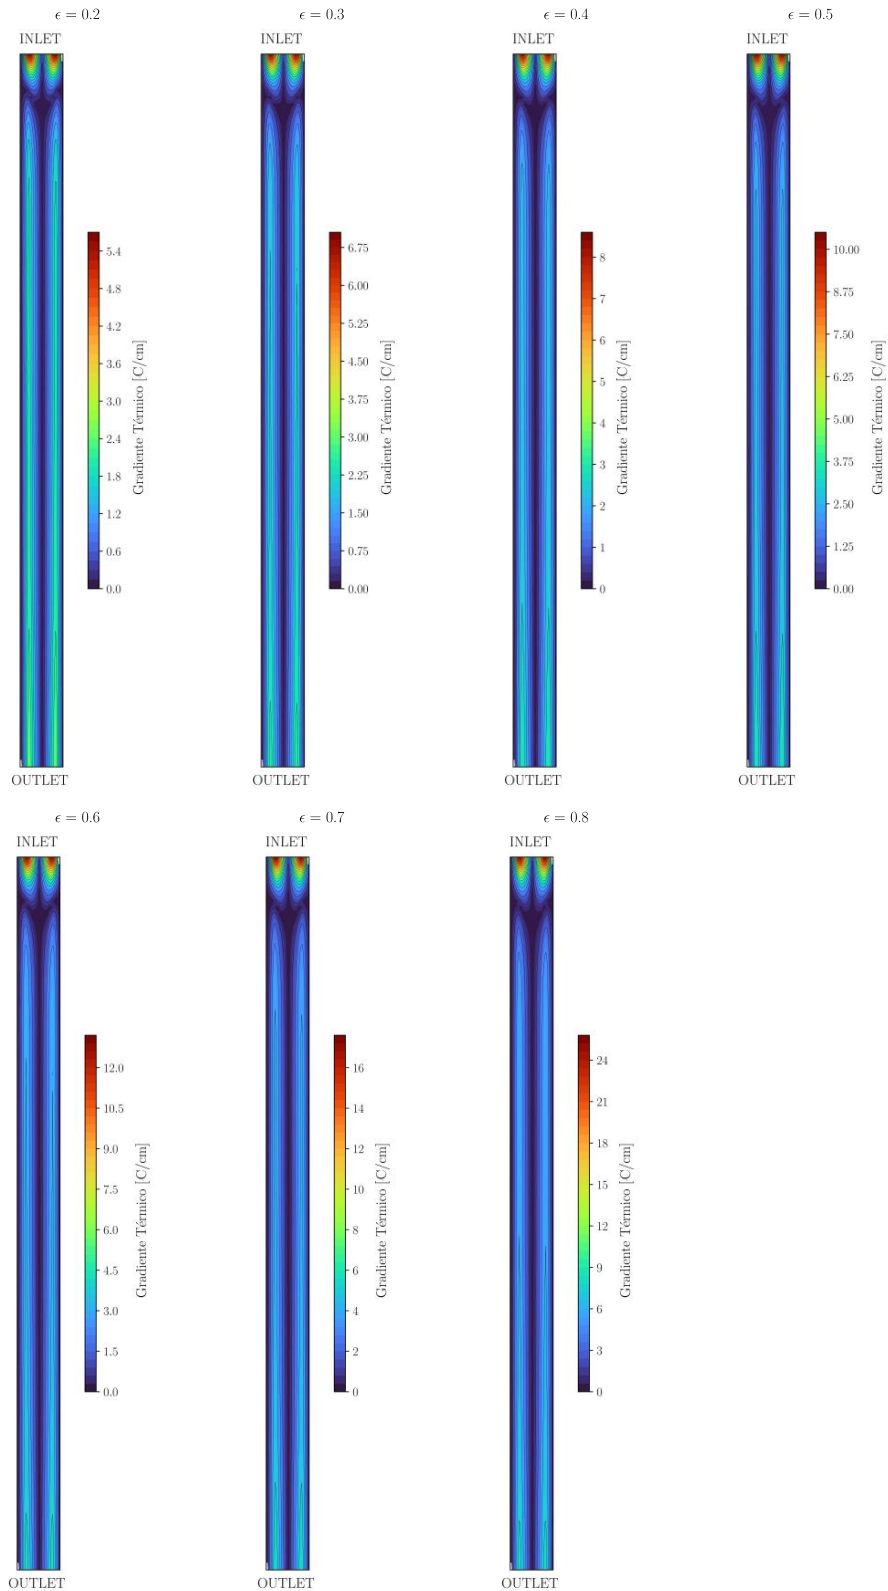 ϵ = 0.2
INLET
5.4
4.8
4.2
3.6
3.0
2.4
1.8
1.2
0.6
0.0
Gradiente Térmico [C/cm]
OUTLET
ϵ = 0.3
INLET
6.75
6.00
5.25
4.50
3.75
3.00
2.25
1.50
0.75
0.00
Gradiente Térmico [C/cm]
OUTLET
ϵ = 0.4
INLET
8
7
6
5
4
3
2
1
0
Gradiente Térmico [C/cm]
OUTLET
ϵ = 0.5
INLET
10.00
8.75
7.50
6.25
5.00
3.75
2.50
1.25
0.00
Gradiente Térmico [C/cm]
OUTLET
ϵ = 0.6
INLET
12.0
10.5
9.0
7.5
6.0
4.5
3.0
1.5
0.0
Gradiente Térmico [C/cm]
OUTLET
ϵ = 0.7
INLET
16
14
12
10
8
6
4
2
0
Gradiente Térmico [C/cm]
OUTLET
ϵ = 0.8
INLET
24
21
18
15
12
9
6
3
0
Gradiente Térmico [C/cm]
OUTLET